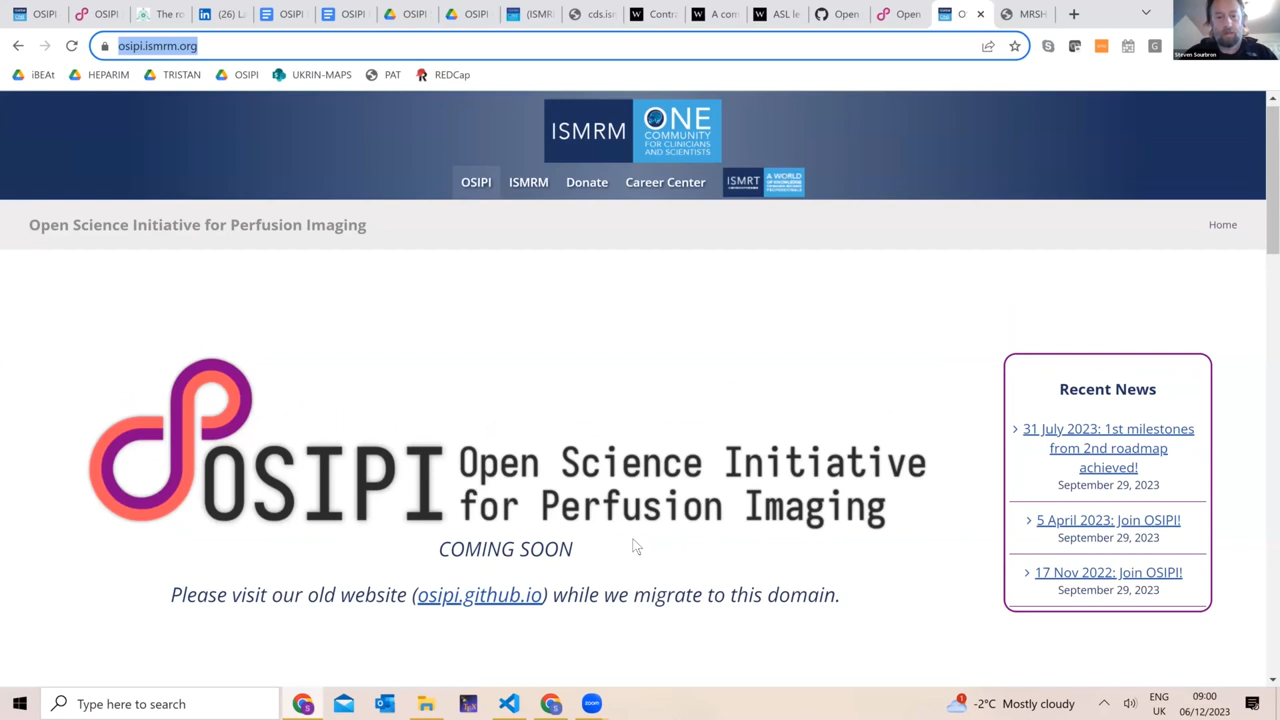 OSIPI
OSIPI
The ro
(26) Li
OSIPI
OSIPI
OSIPI
OSIPI
(ISMR
cds.ism
Contra
A com
ASL le
Open
Open
O
MRSH
osipi.ismrm.org
Steven Sourbron
iBEAt
HEPARIM
TRISTAN
OSIPI
UKRIN-MAPS
PAT
REDCap
ISMRM
ONE
COMMUNITY
FOR CLINICIANS
AND SCIENTISTS
OSIPI
ISMRM
Donate
Career Center
ISMRT
A WORLD
Open Science Initiative for Perfusion Imaging
Home
OSIPI
Open Science Initiative
for Perfusion Imaging
COMING SOON
Please visit our old website (osipi.github.io) while we migrate to this domain.
Recent News
31 July 2023: 1st milestones
from 2nd roadmap
achieved!
September 29, 2023
5 April 2023: Join OSIPI!
September 29, 2023
17 Nov 2022: Join OSIPI!
September 29, 2023
Type here to search
zoom
1
-2°C Mostly cloudy
ENG
UK
09:00
06/12/2023